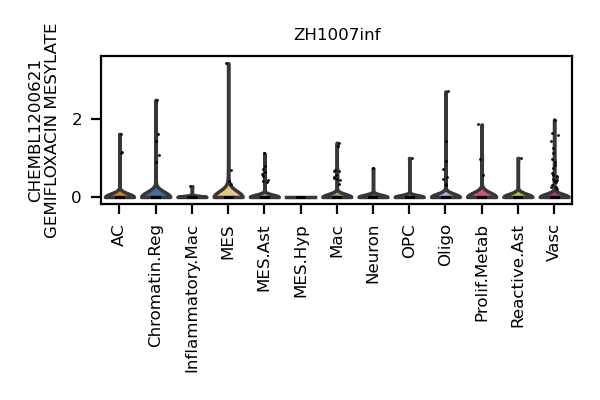 ZH1007inf
CHEMBL1200621
GEMIFLOXACIN MESYLATE
2
0
AC
Chromatin.Reg
Inflammatory.Mac
MES
MES.Ast
MES.Hyp
Mac
Neuron
OPC
Oligo
Prolif.Metab
Reactive.Ast
Vasc